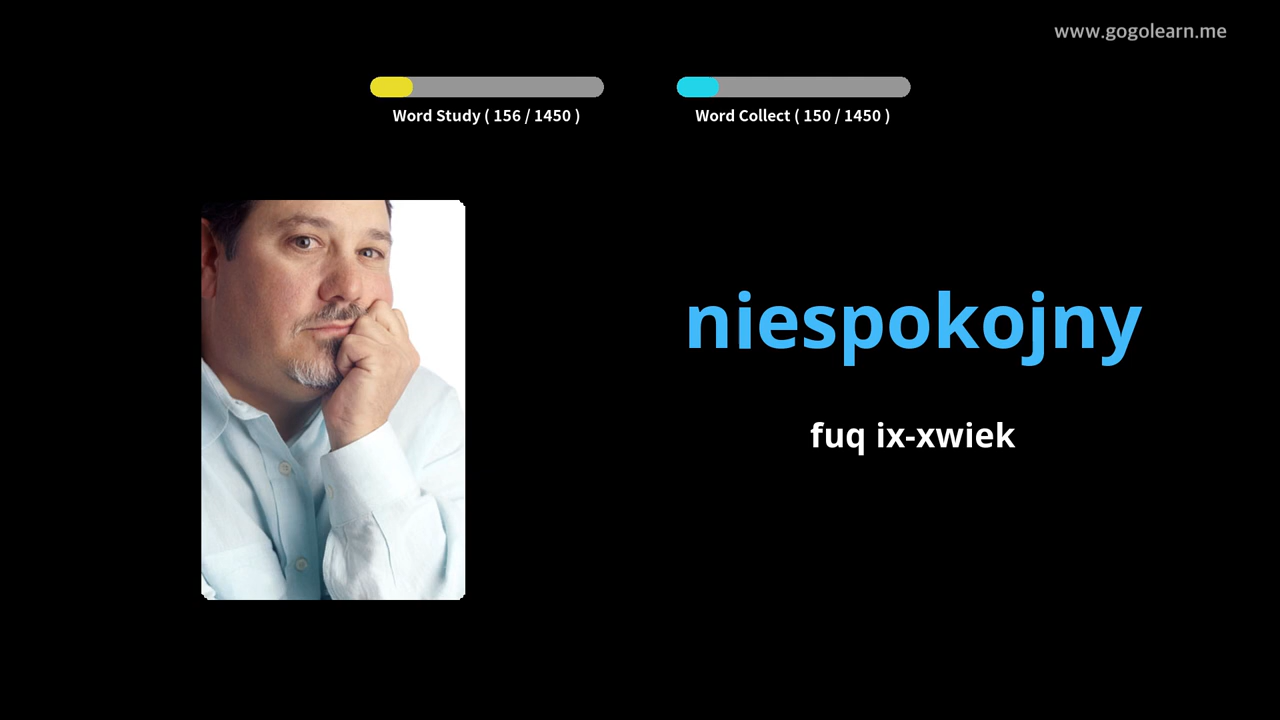 www.gogolearn.me
Word Study ( 156 / 1450 )
Word Collect ( 150 / 1450 )
niespokojny
fuq ix-xwiek